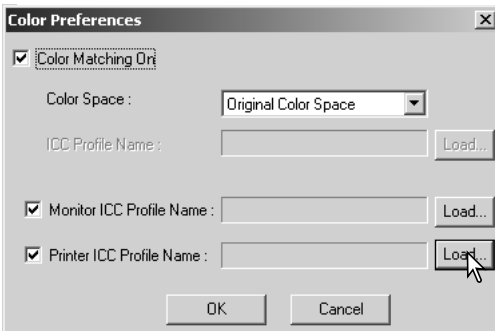 Color Preferences
Color Matching On
Color Space :
Original Color Space
ICC Profile Name :
Load...
Monitor ICC Profile Name :
Load...
Printer ICC Profile Name :
Load...
OK
Cancel